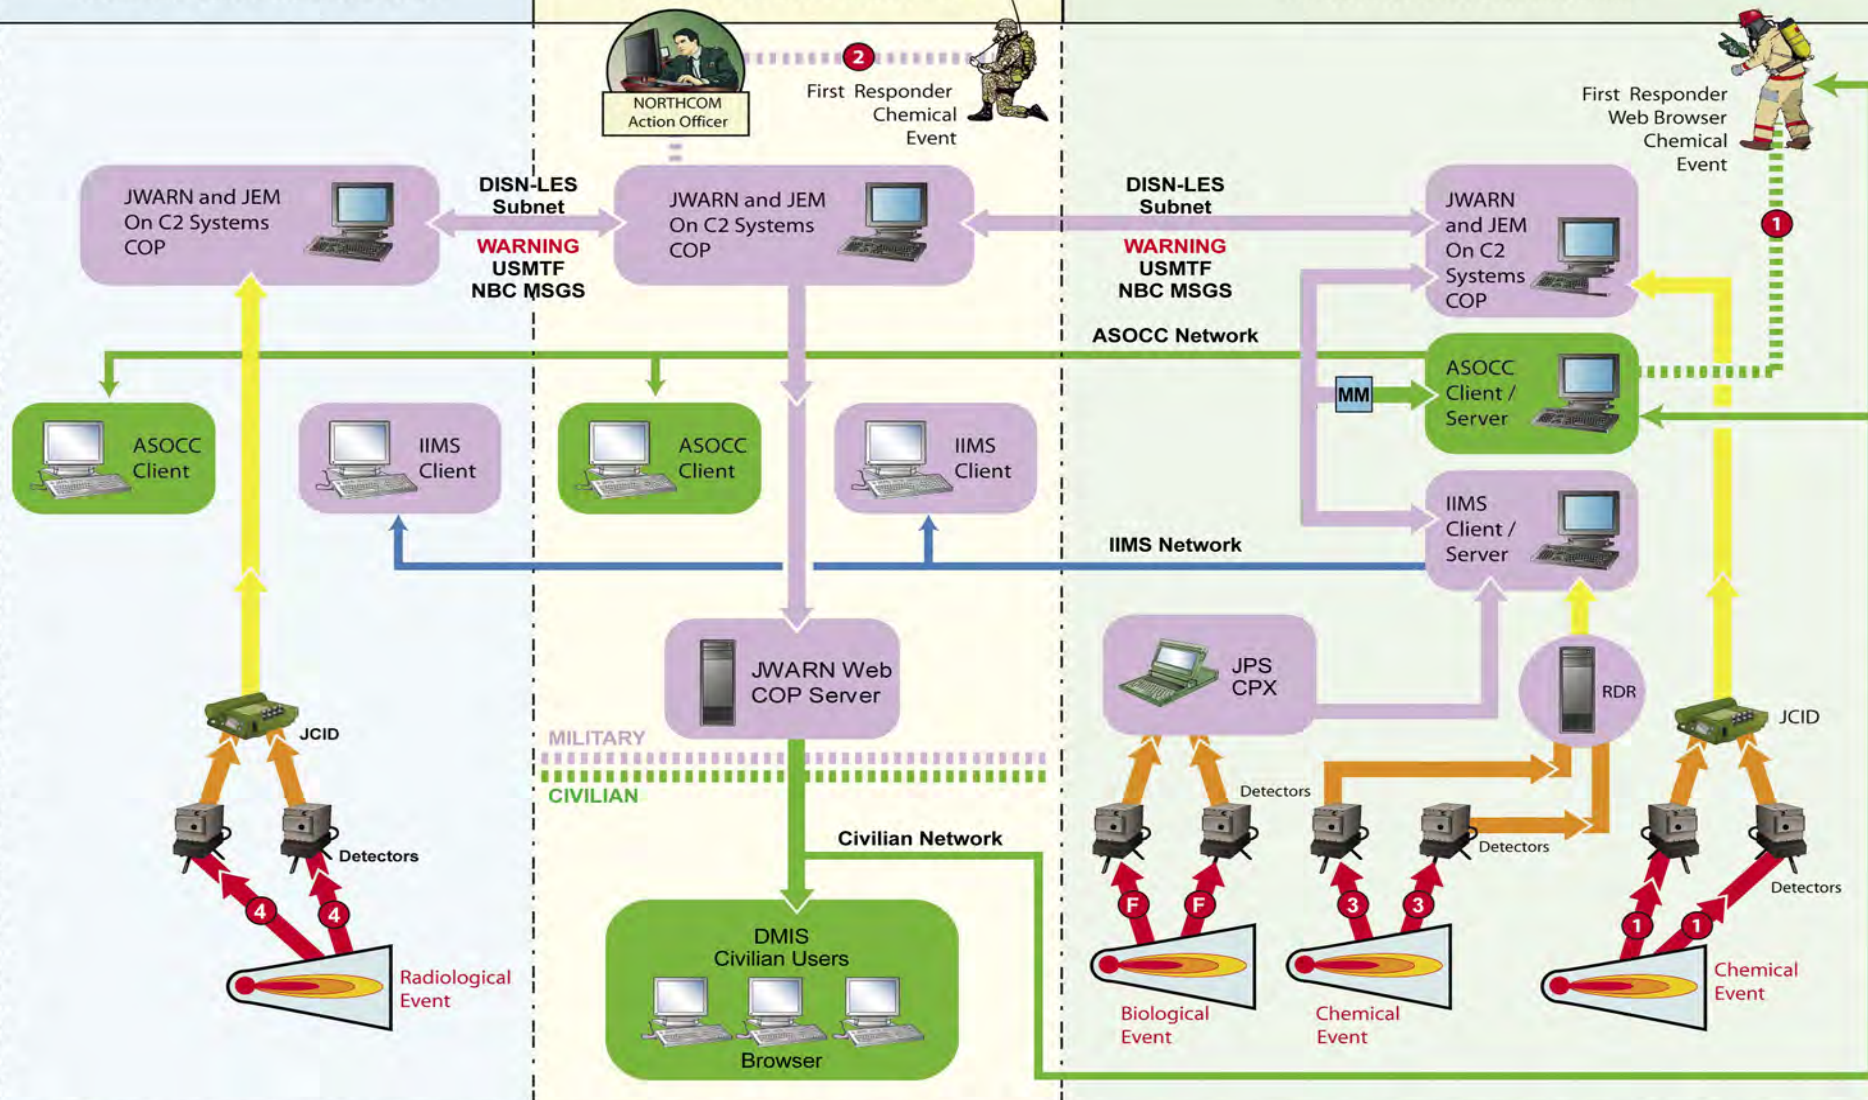 2
NORTHCOM
Action Officer
First Responder
Chemical
Event
First Responder
Web Browser
Chemical
Event
JWARN and JEM
On C2 Systems
COP
DISN-LES
Subnet
WARNING
USMTF
NBC MSGS
JWARN and JEM
On C2 Systems
COP
DISN-LES
Subnet
WARNING
USMTF
NBC MSGS
JWARN
and JEM
On C2
Systems
COP
1
ASOCC Network
ASOCC
Client /
Server
MM
ASOCC
Client
IIMS
Client
ASOCC
Client
IIMS
Client
IIMS
Client /
Server
IIMS Network
JWARN Web
COP Server
JPS
CPX
RDR
JCID
JCID
MILITARY
CIVILIAN
Detectors
Detectors
Detectors
Detectors
Civilian Network
4
4
F
F
3
3
1
1
DMIS
Civilian Users
Browser
Radiological
Event
Biological
Event
Chemical
Event
Chemical
Event